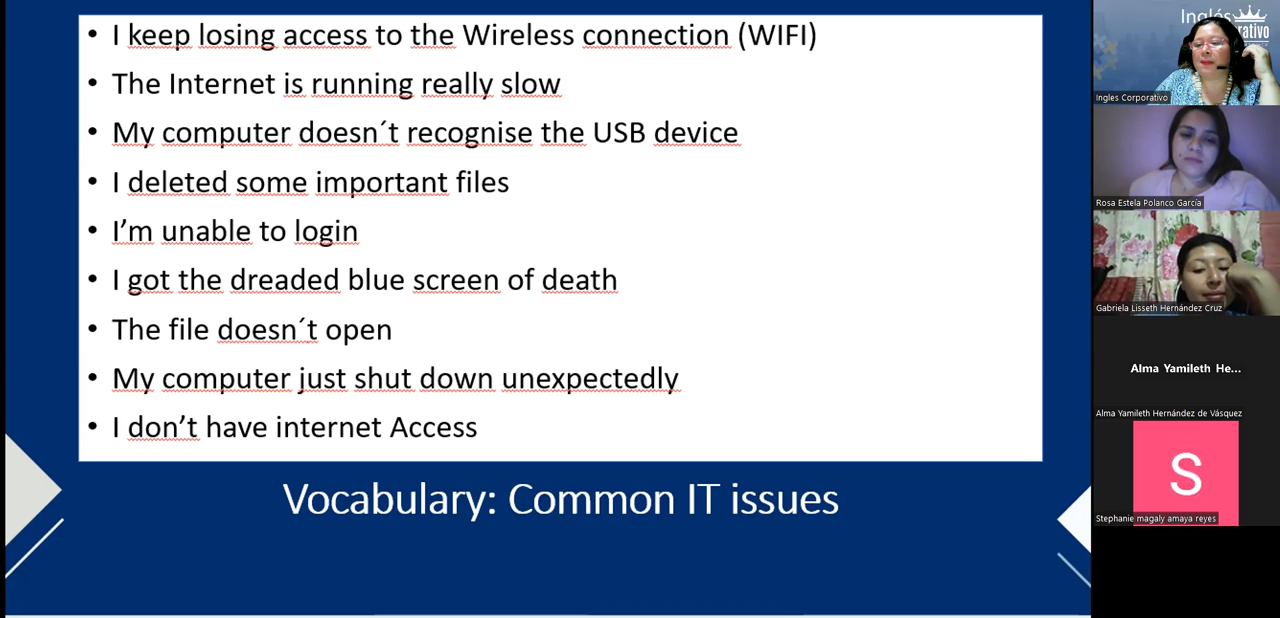 • I keep losing access to the Wireless connection (WIFI)
• The Internet is running really slow
• My computer doesn´t recognise the USB device
• I deleted some important files
• I’m unable to login
• I got the dreaded blue screen of death
• The file doesn´t open
• My computer just shut down unexpectedly
• I don’t have internet Access
Vocabulary: Common IT issues
Inglés
Ingles Corporativo
Rosa Estela Polanco García
Gabriela Lisseth Hernández Cruz
Alma Yamileth He...
Alma Yamileth Hernández de Vásquez
S
Stephanie magaly amaya reyes